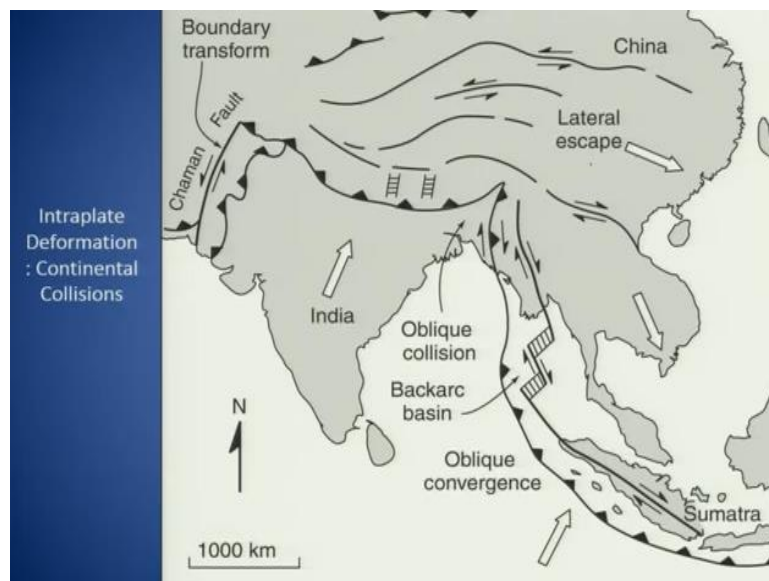 Intraplate
Deformation
: Continental
Collisions
Boundary
transform
China
Chaman Fault
Lateral
escape
India
Oblique
collision
Backarc
basin
N
Oblique
convergence
Sumatra
1000 km